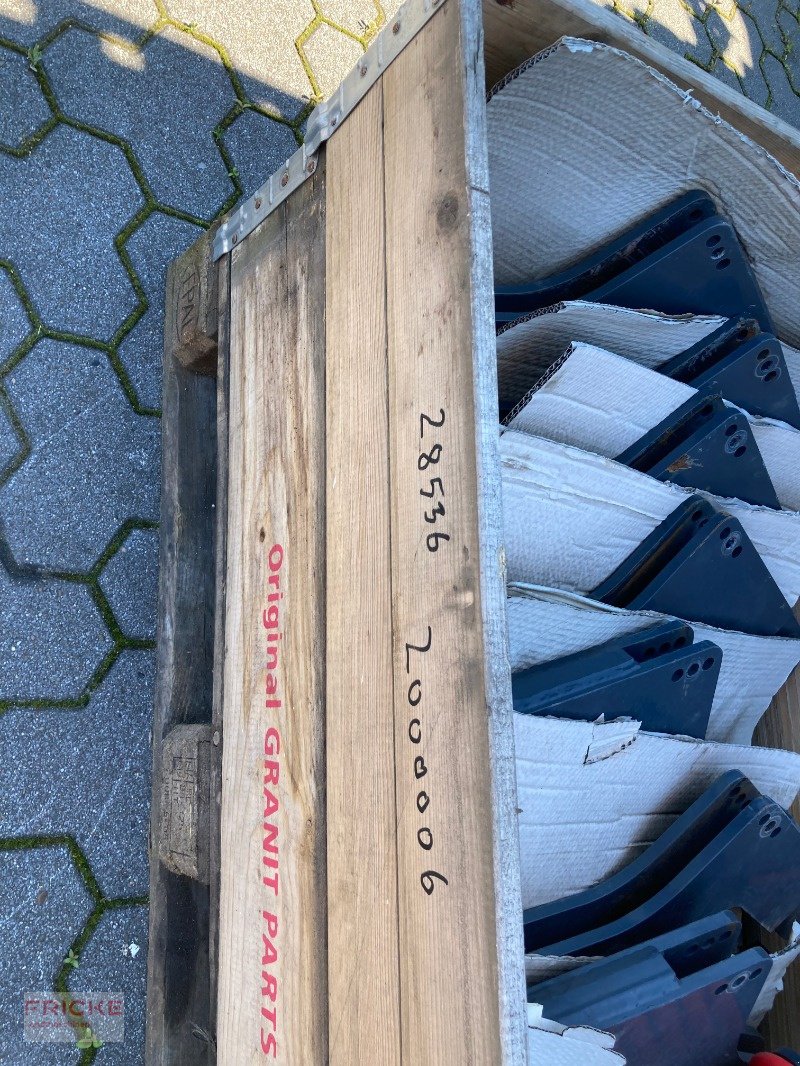 28536 2000006
Original GRANIT PARTS
FRICKE